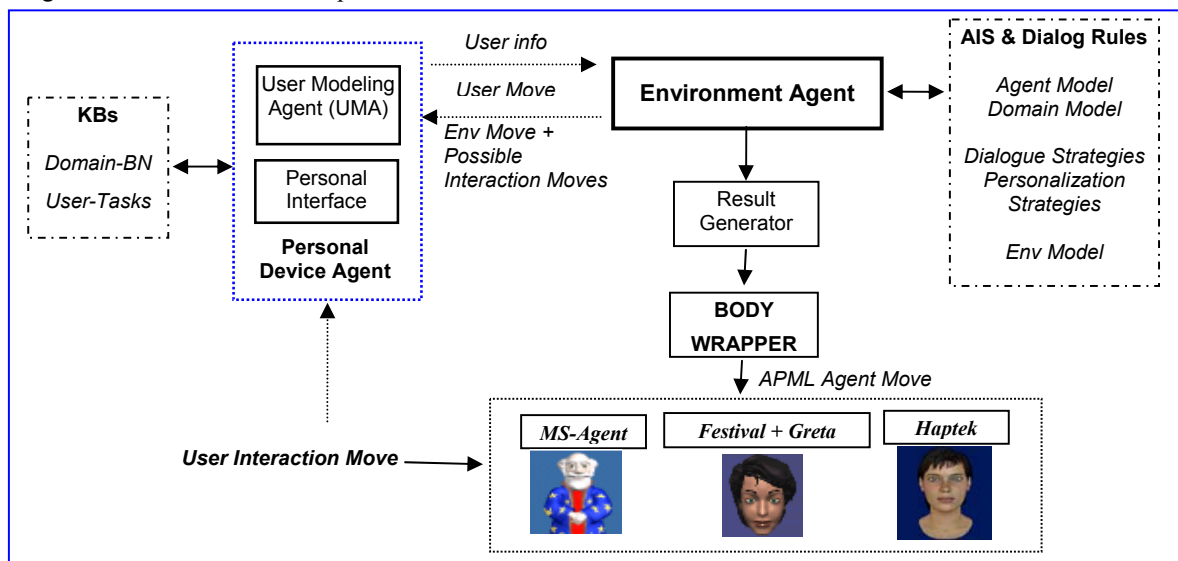 User info
User Move
Env Move +
Possible
Interaction Moves
KBs
Domain-BN
User-Tasks
User Modeling
Agent (UMA)
Personal
Interface
Personal
Device Agent
Environment Agent
AIS & Dialog Rules
Agent Model
Domain Model
Dialogue Strategies
Personalization
Strategies
Env Model
Result
Generator
BODY
WRAPPER
APML Agent Move
User Interaction Move
MS-Agent
Festival + Greta
Haptek